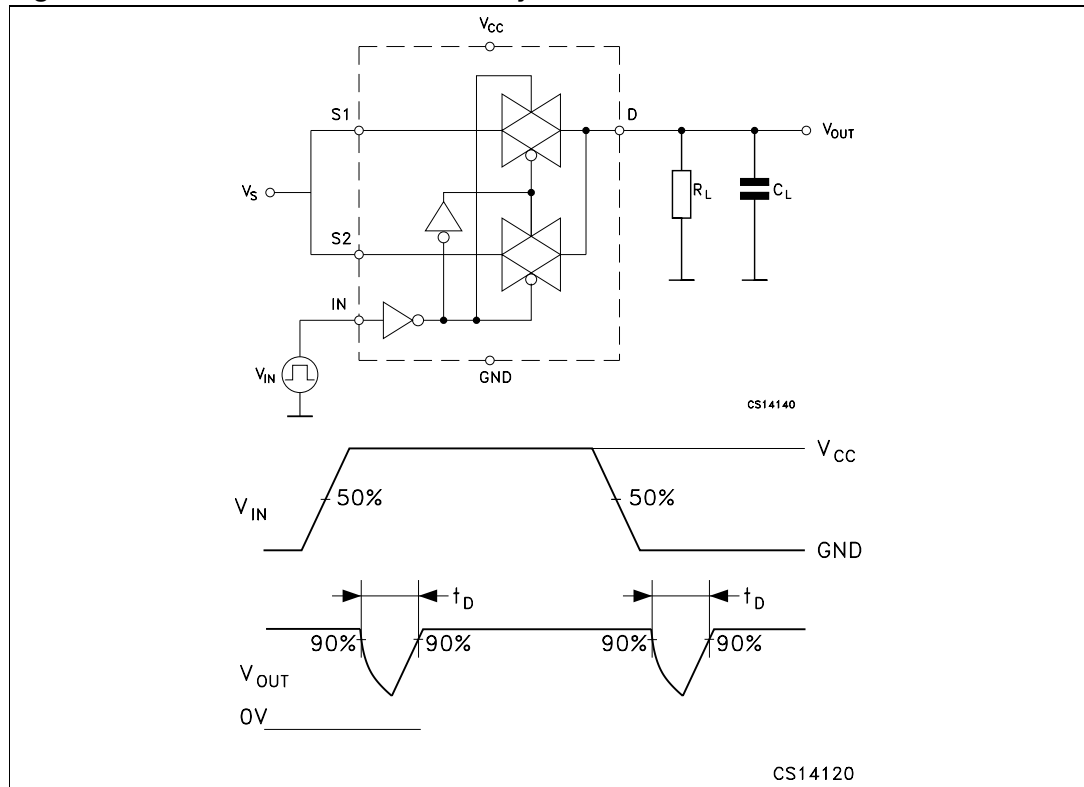 VCC
S1
D
VOUT
VS
RL
CL
S2
IN
VIN
GND
CS14140
VCC
50%
50%
VIN
GND
tD
tD
90%
90%
90%
90%
VOUT
0V
CS14120